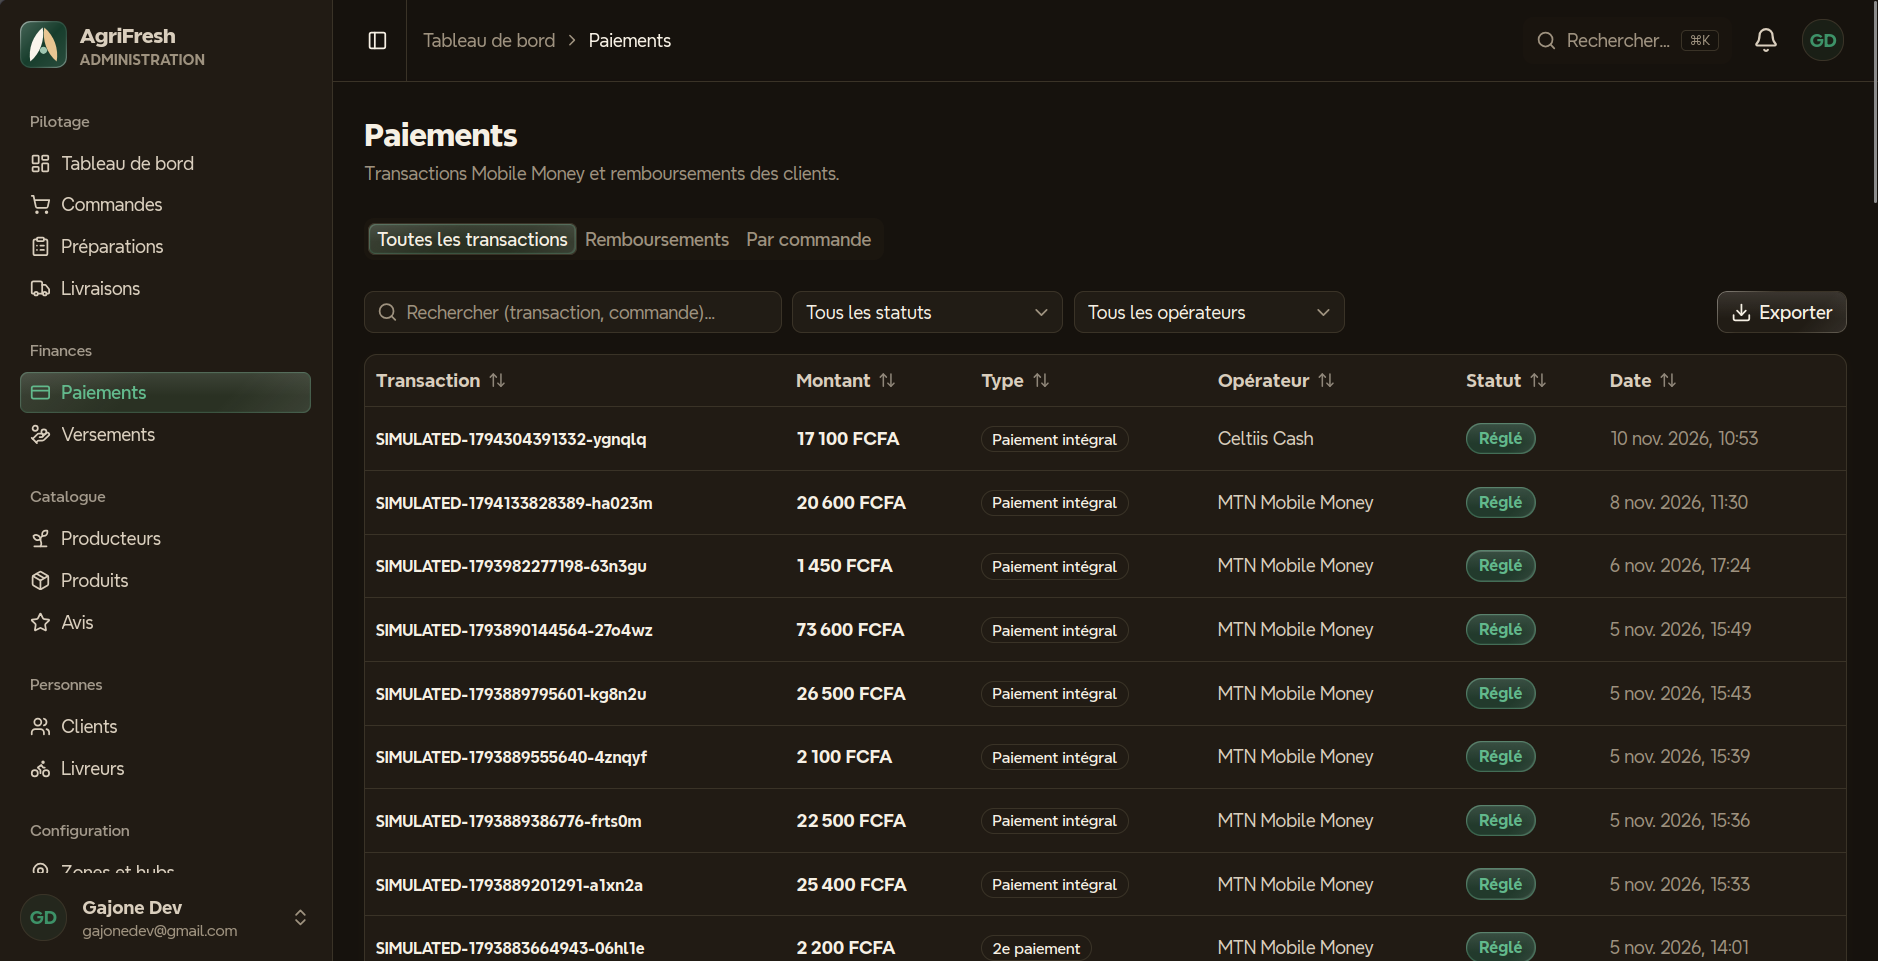 AgriFresh
ADMINISTRATION
Pilotage
Tableau de bord
Commandes
Préparations
Livraisons
Finances
Paiements
Versements
Catalogue
Producteurs
Produits
Avis
Personnes
Clients
Livreurs
Configuration
Zones et hubs
GD
Gajone Dev
gajonedev@gmail.com
Tableau de bord > Paiements
Rechercher... ⌘K
GD
Paiements
Transactions Mobile Money et remboursements des clients.
Toutes les transactions Remboursements Par commande
Rechercher (transaction, commande)... Tous les statuts Tous les opérateurs Exporter
Transaction Montant Type Opérateur Statut Date
SIMULATED-1794304391332-ygnqlq 17 100 FCFA Paiement intégral Celtiis Cash Réglé 10 nov. 2026, 10:53
SIMULATED-1794133828389-ha023m 20 600 FCFA Paiement intégral MTN Mobile Money Réglé 8 nov. 2026, 11:30
SIMULATED-1793982277198-63n3gu 1 450 FCFA Paiement intégral MTN Mobile Money Réglé 6 nov. 2026, 17:24
SIMULATED-1793890144564-27o4wz 73 600 FCFA Paiement intégral MTN Mobile Money Réglé 5 nov. 2026, 15:49
SIMULATED-1793889795601-kg8n2u 26 500 FCFA Paiement intégral MTN Mobile Money Réglé 5 nov. 2026, 15:43
SIMULATED-1793889555640-4znqyf 2 100 FCFA Paiement intégral MTN Mobile Money Réglé 5 nov. 2026, 15:39
SIMULATED-1793889386776-frts0m 22 500 FCFA Paiement intégral MTN Mobile Money Réglé 5 nov. 2026, 15:36
SIMULATED-1793889201291-a1xn2a 25 400 FCFA Paiement intégral MTN Mobile Money Réglé 5 nov. 2026, 15:33
SIMULATED-1793883664943-06hl1e 2 200 FCFA 2e paiement MTN Mobile Money Réglé 5 nov. 2026, 14:01